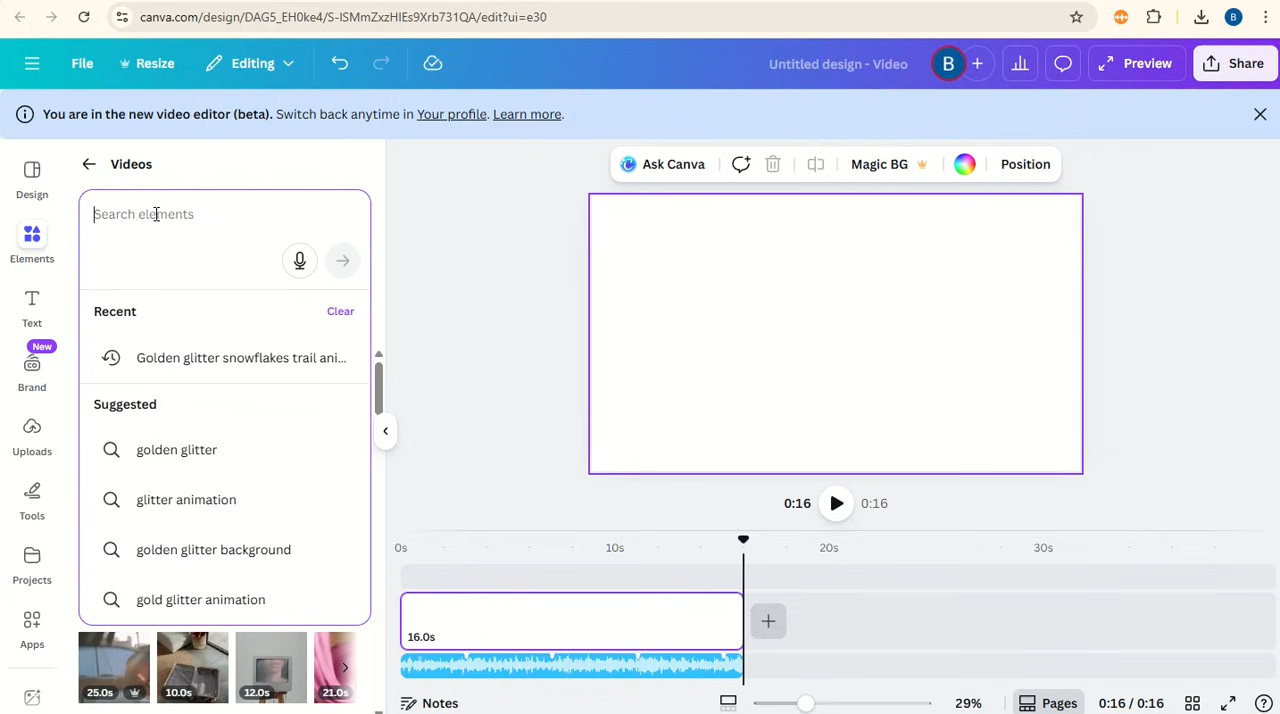 canva.com/design/DAG5_EH0ke4/S-ISMmZxzHIEs9Xrb731QA/edit?ui=e30
B
File
Resize
Editing
Untitled design - Video
B
Preview
Share
You are in the new video editor (beta). Switch back anytime in Your profile. Learn more.
Design
Elements
Text
New
Brand
Uploads
Tools
Projects
Apps
Videos
Search elements
Recent
Clear
Golden glitter snowflakes trail ani...
Suggested
golden glitter
glitter animation
golden glitter background
gold glitter animation
25.0s
10.0s
12.0s
21.0s
Ask Canva
Magic BG
Position
0:16
0:16
0s
10s
20s
30s
16.0s
Notes
29%
Pages
0:16 / 0:16